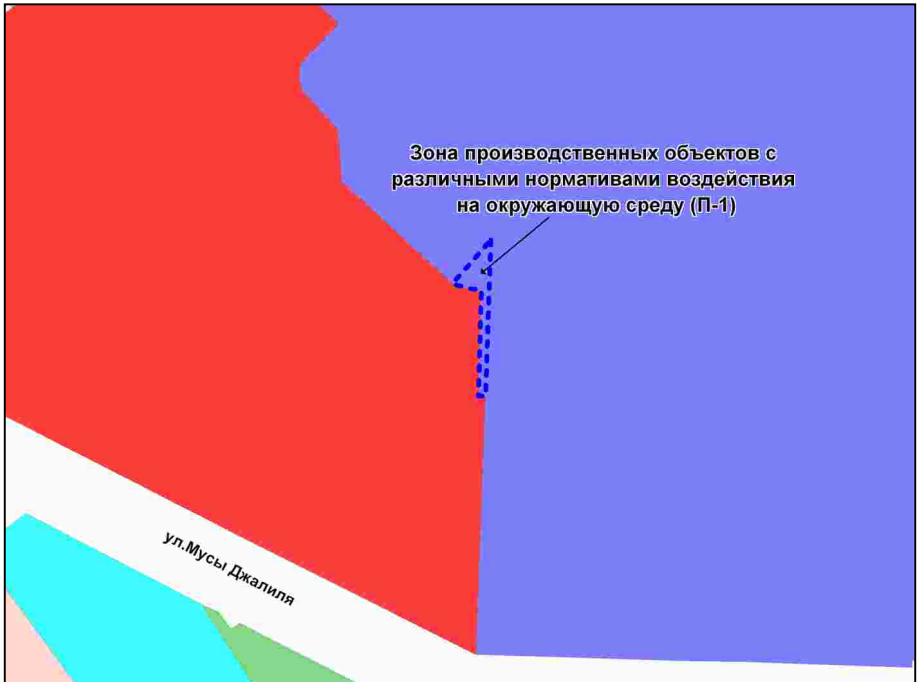 Зона производственных объектов с
различными нормативами воздействия
на окружающую среду (П-1)
ул.Мусы Джалиля